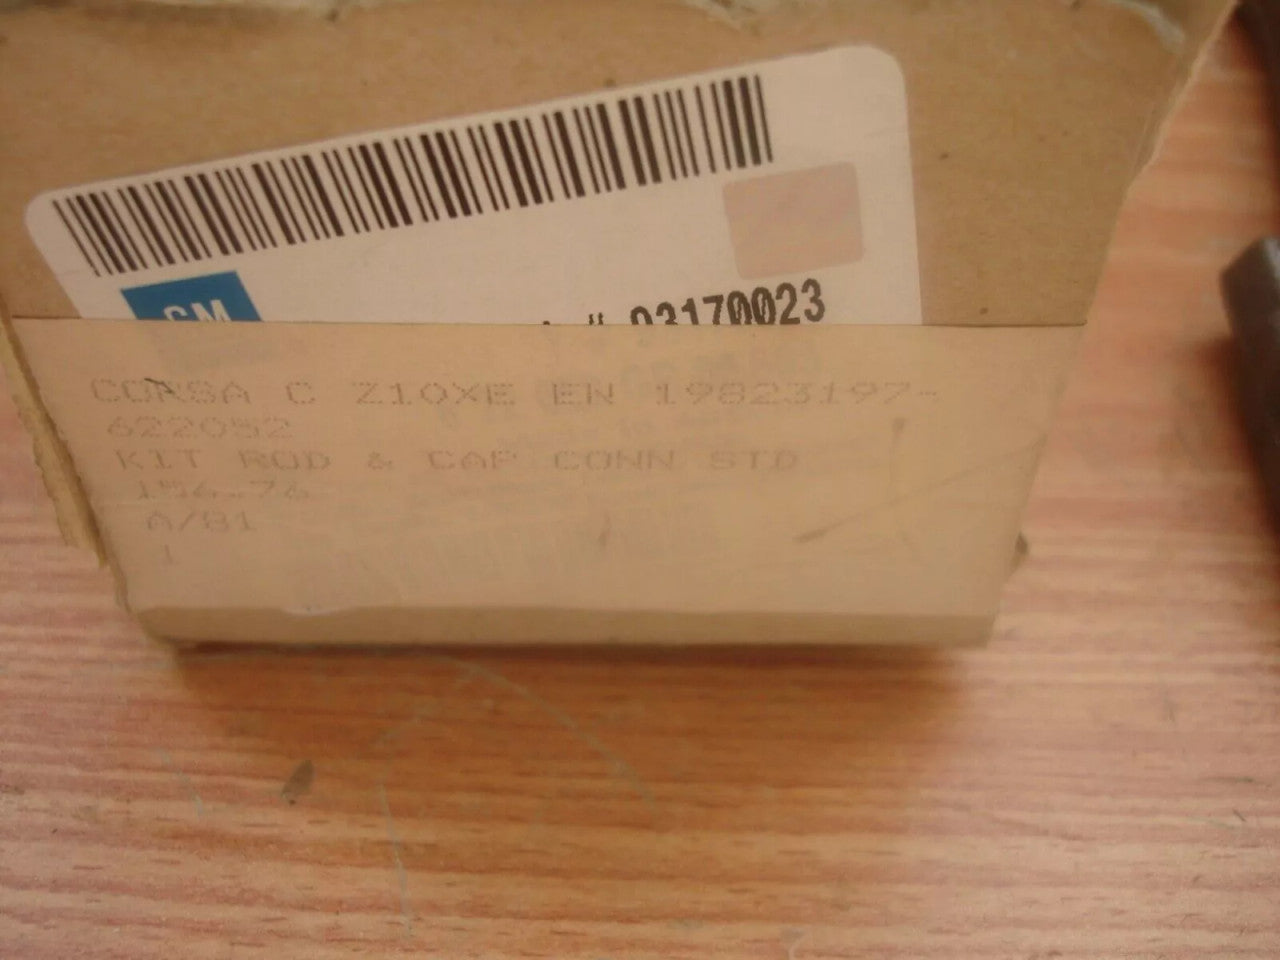 GM
# 93170023
CORSA C Z10XE EN 19823197-
622052
KIT ROD & CAP CONN STD
156.76
A/81
1